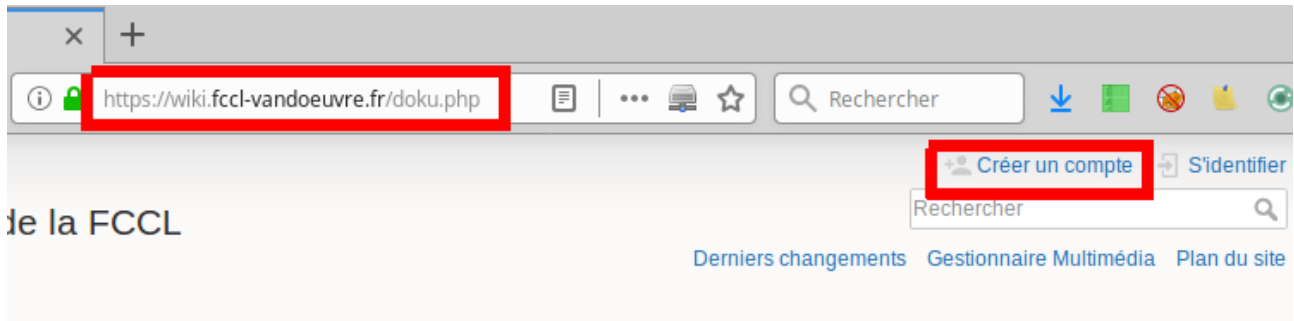 https://wiki.fccl-vandoeuvre.fr/doku.php Rechercher
Créer un compte S'identifier
de la FCCL Rechercher
Derniers changements Gestionnaire Multimédia Plan du site